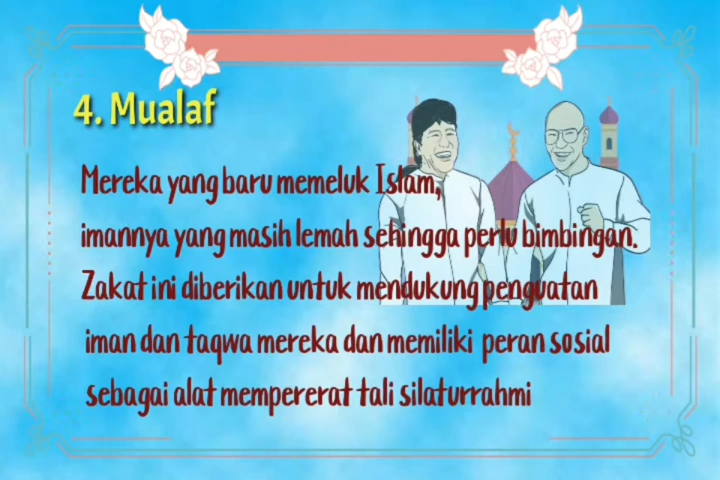 4. Mualaf
Mereka yang baru memeluk Islam,
imannya yang masih lemah sehingga perlu bimbingan.
Zakat ini diberikan untuk mendukung penguatan
iman dan taqwa mereka dan memiliki peran sosial
sebagai alat mempererat tali silaturrahmi